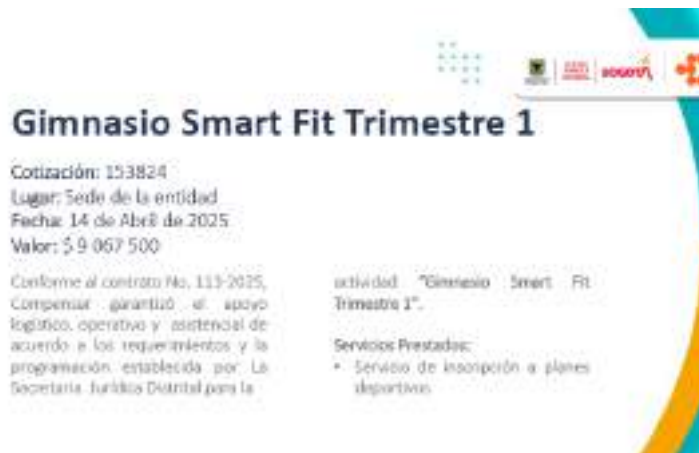 BOGOTÁ
Gimnasio Smart Fit Trimestre 1
Cotización: 153824
Lugar: Sede de la entidad
Fecha: 14 de Abril de 2025
Valor: $ 9 067 500
Conforme al contrato No. 113-2025,
Compensar garantizó el apoyo
logístico, operativo y asistencial de
acuerdo a los requerimientos y la
programación establecida por La
Secretaria Jurídica Distrital para la
actividad "Gimnasio Smart Fit
Trimestre 1".
Servicios Prestados:
• Servicio de inscripción a planes
deportivos